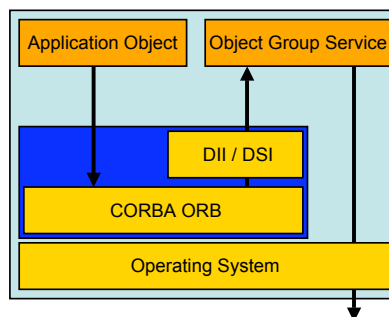 Application Object
Object Group Service
DII / DSI
CORBA ORB
Operating System